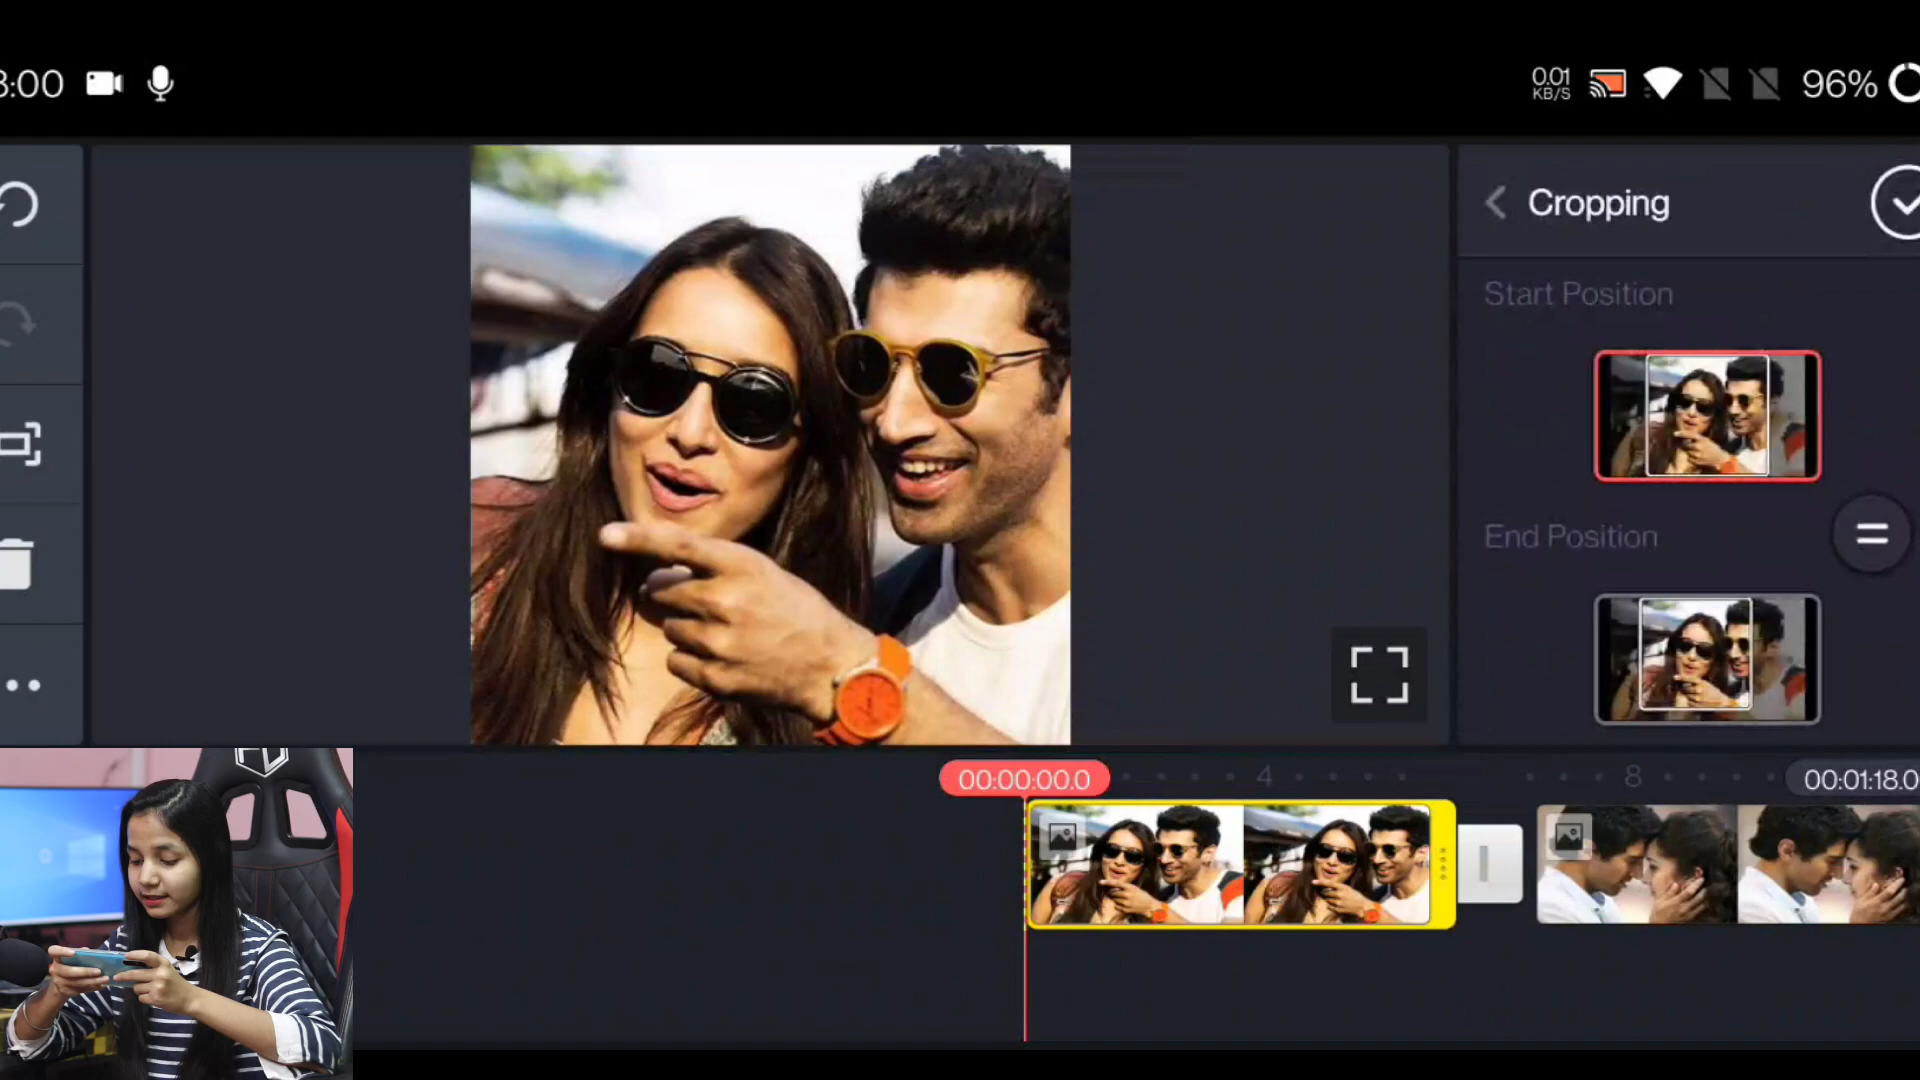 3:00
0.01
KB/S
96%
Cropping
Start Position
End Position
00:00:00.0
4
8
00:01:18.0